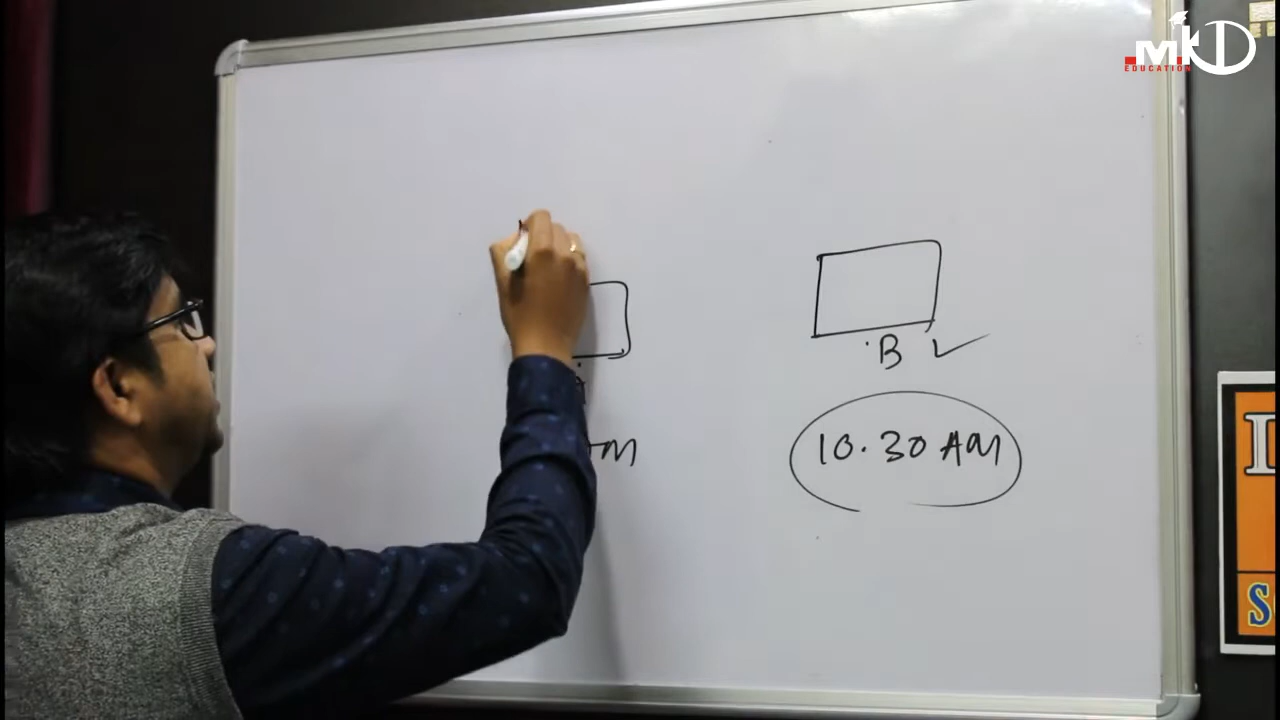 MKD
EDUCATION
B ✓
10.30 AM
S